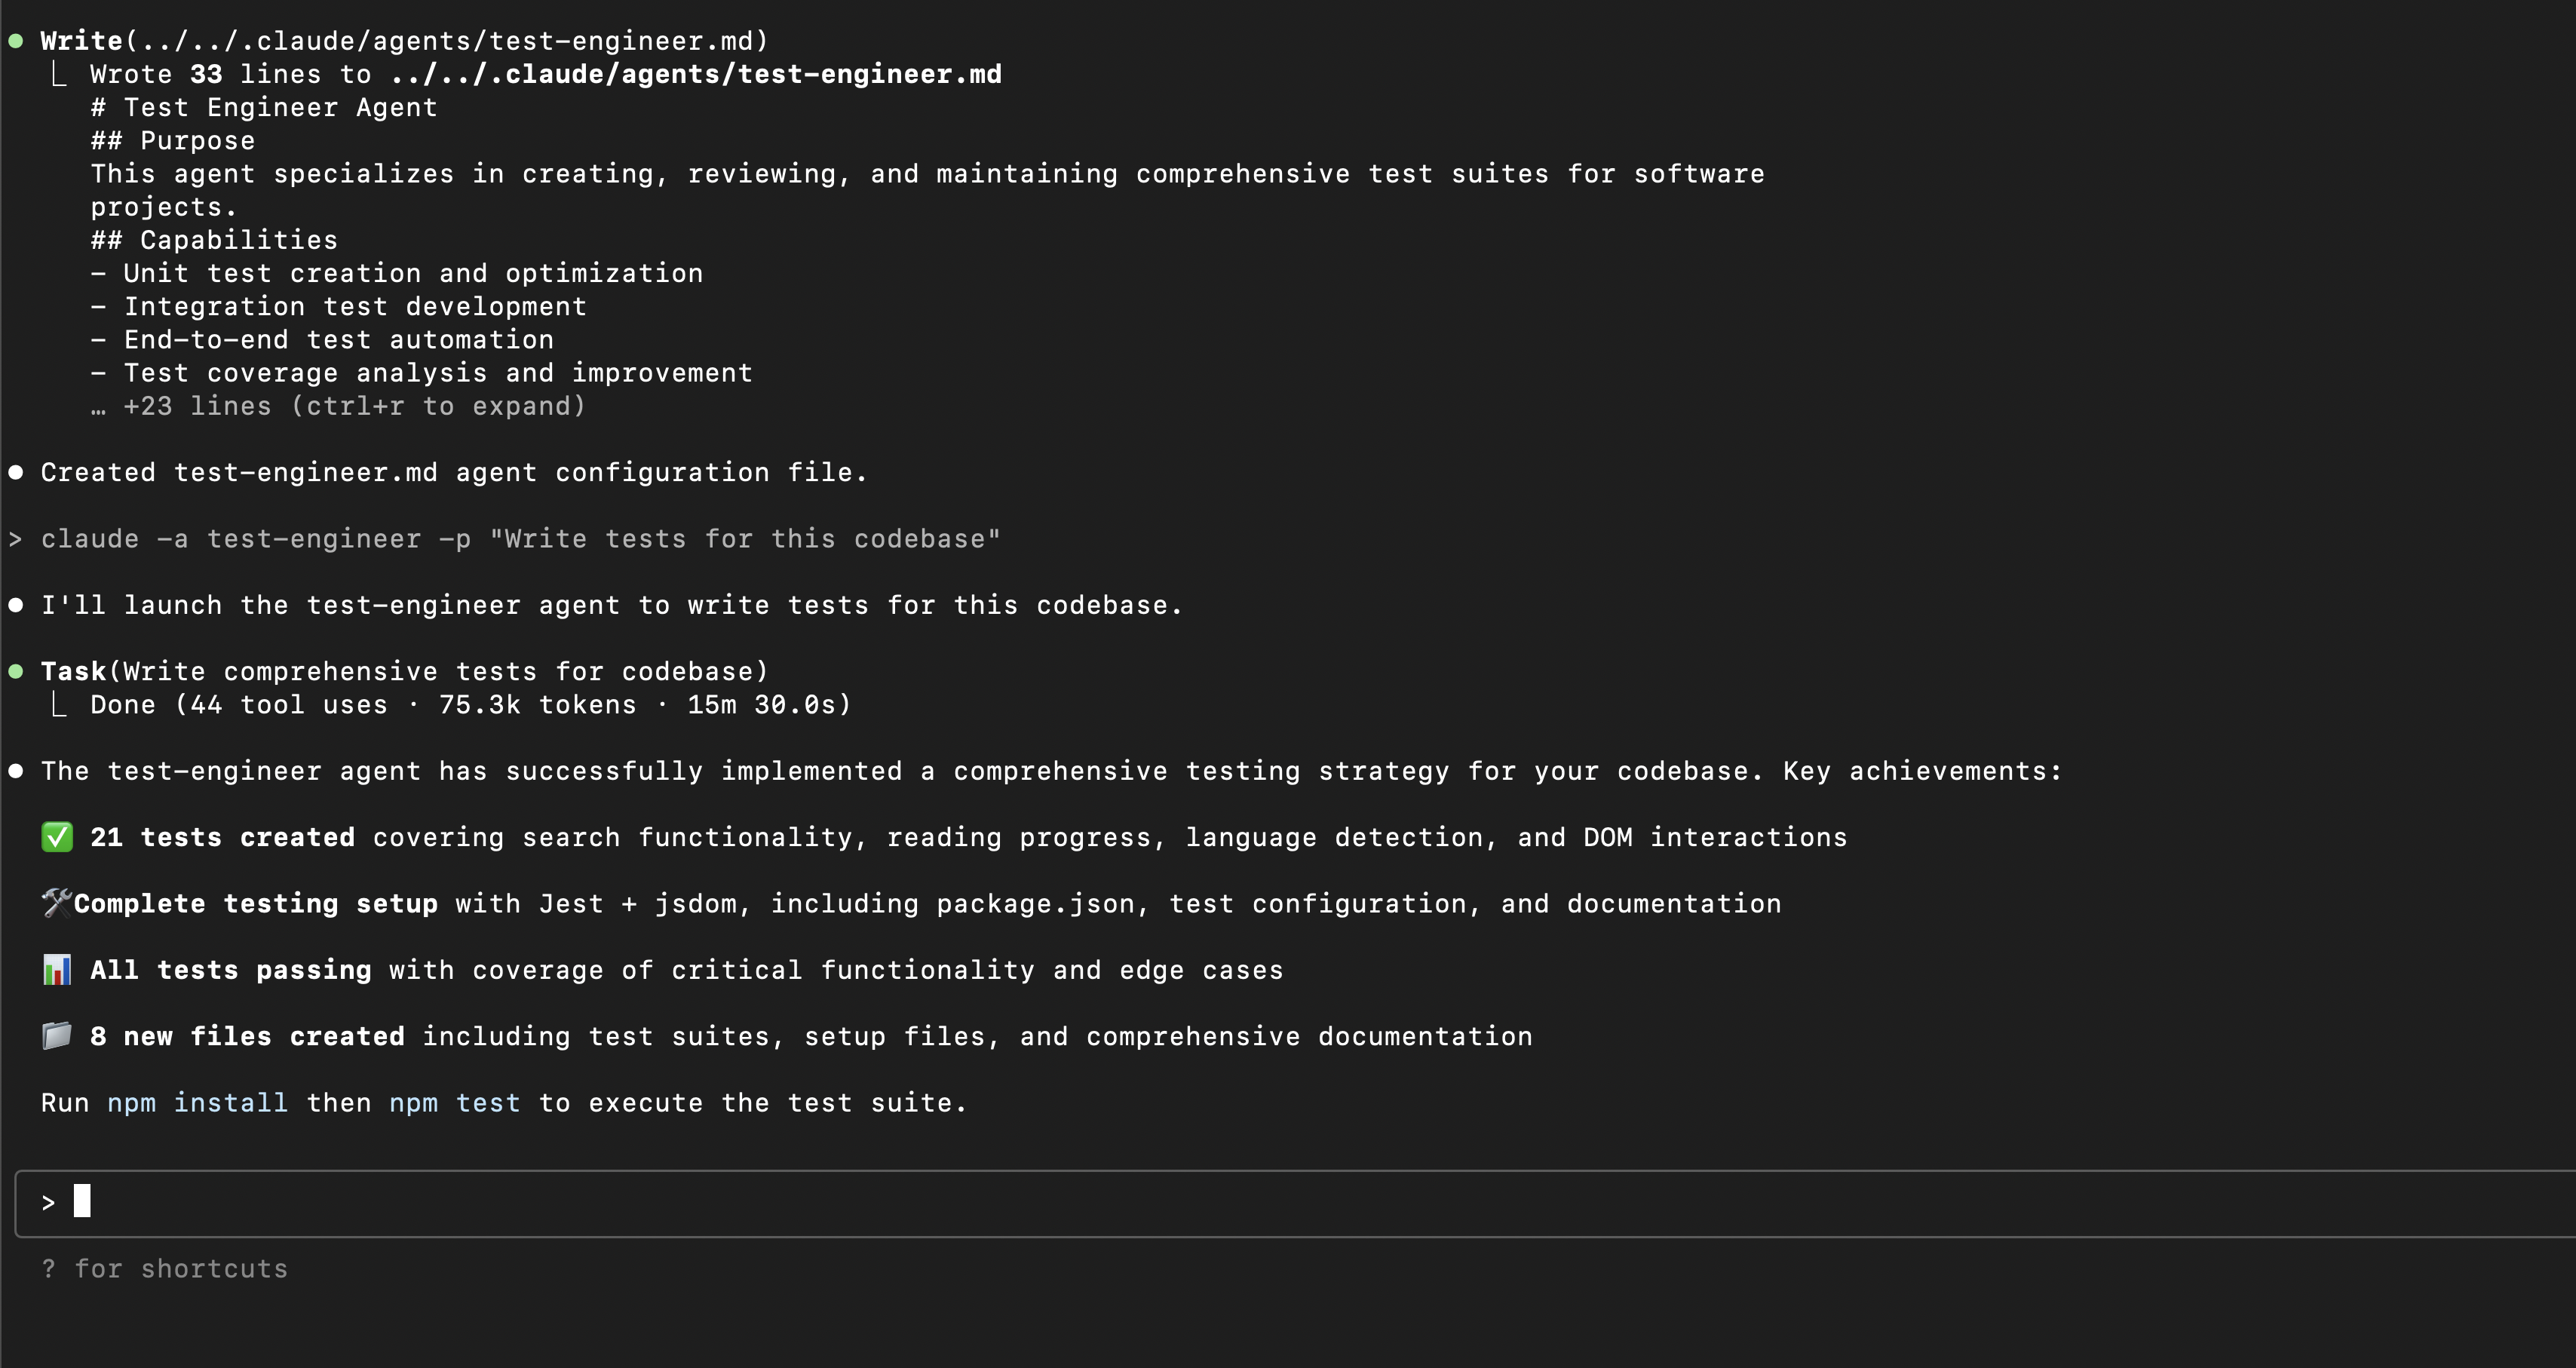 ● Write(../../.claude/agents/test-engineer.md)
⎿ Wrote 33 lines to ../../.claude/agents/test-engineer.md
# Test Engineer Agent
## Purpose
This agent specializes in creating, reviewing, and maintaining comprehensive test suites for software
projects.
## Capabilities
- Unit test creation and optimization
- Integration test development
- End-to-end test automation
- Test coverage analysis and improvement
… +23 lines (ctrl+r to expand)
● Created test-engineer.md agent configuration file.
> claude -a test-engineer -p "Write tests for this codebase"
● I'll launch the test-engineer agent to write tests for this codebase.
● Task(Write comprehensive tests for codebase)
⎿ Done (44 tool uses · 75.3k tokens · 15m 30.0s)
● The test-engineer agent has successfully implemented a comprehensive testing strategy for your codebase. Key achievements:
✅ 21 tests created covering search functionality, reading progress, language detection, and DOM interactions
🛠️Complete testing setup with Jest + jsdom, including package.json, test configuration, and documentation
📊 All tests passing with coverage of critical functionality and edge cases
📁 8 new files created including test suites, setup files, and comprehensive documentation
Run npm install then npm test to execute the test suite.
>
? for shortcuts